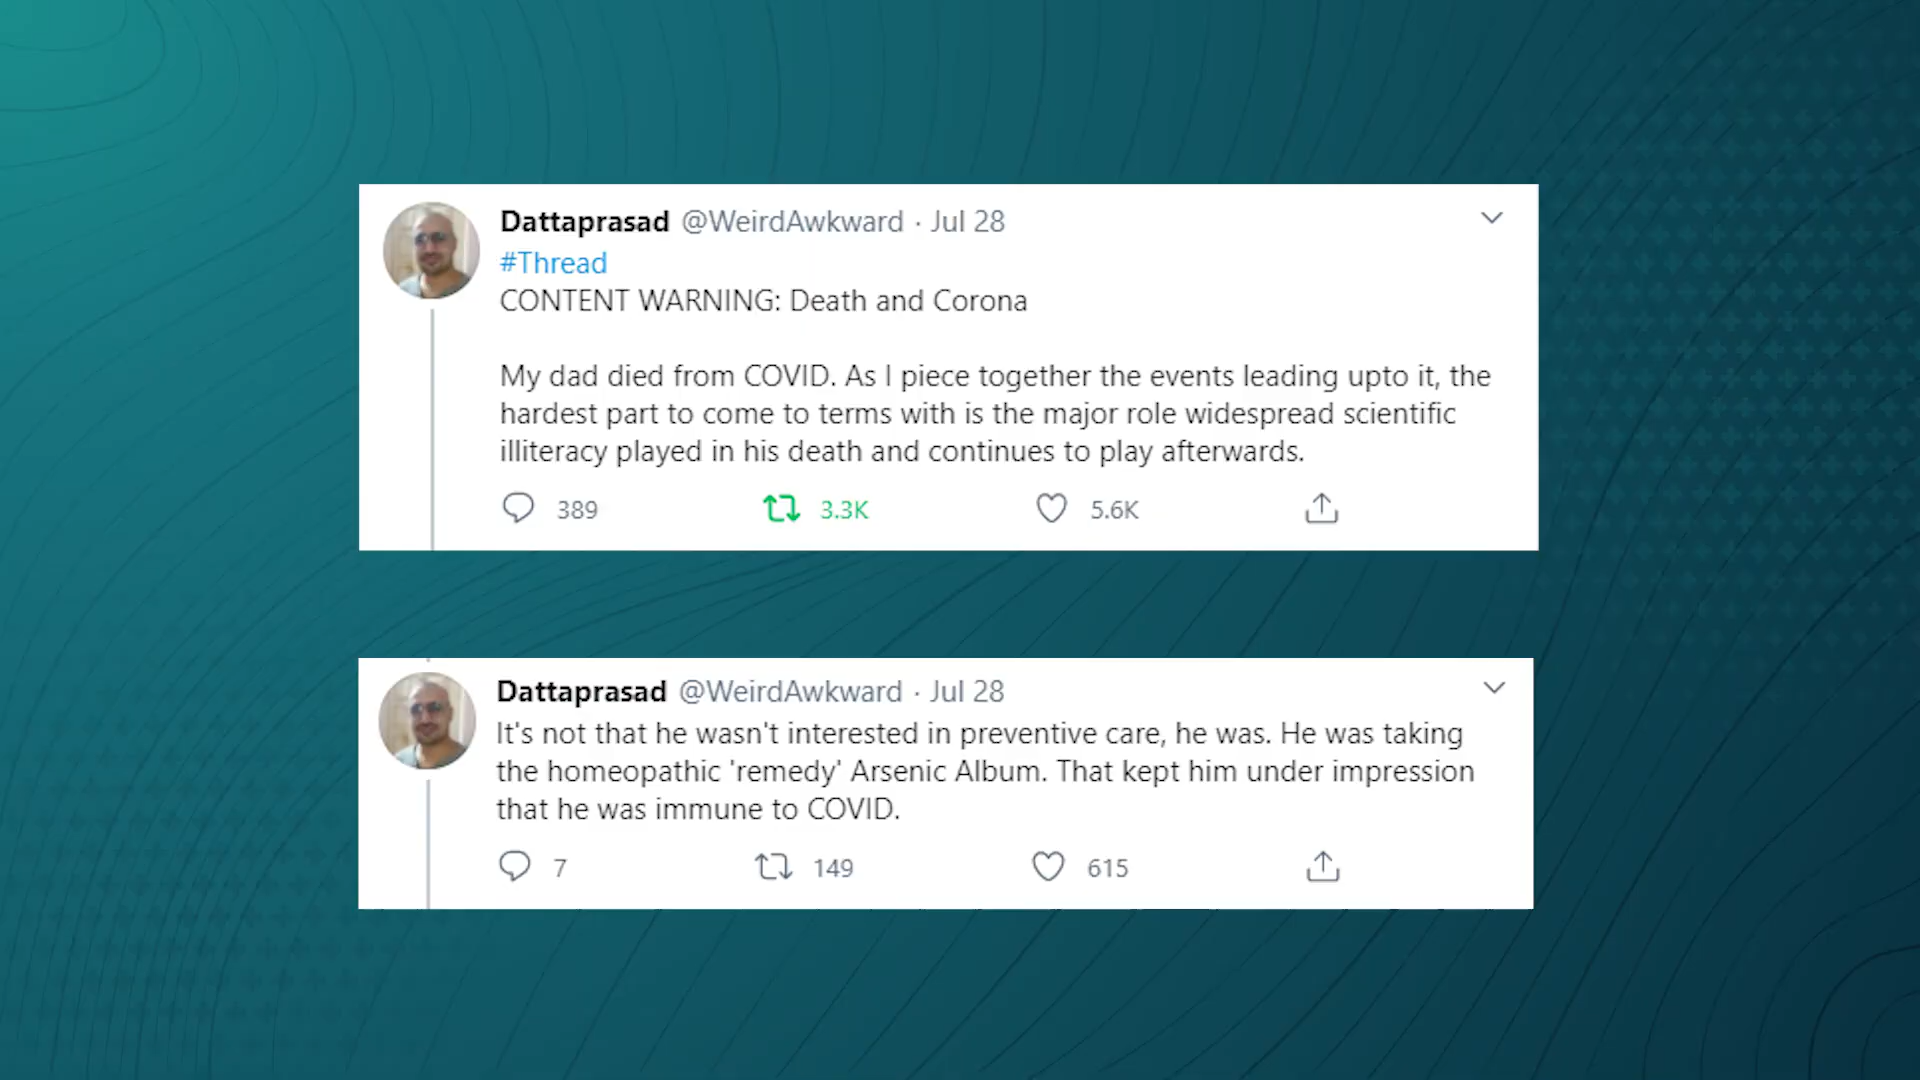 Dattaprasad @WeirdAwkward · Jul 28
#Thread
CONTENT WARNING: Death and Corona
My dad died from COVID. As I piece together the events leading upto it, the
hardest part to come to terms with is the major role widespread scientific
illiteracy played in his death and continues to play afterwards.
389 3.3K 5.6K
Dattaprasad @WeirdAwkward · Jul 28
It's not that he wasn't interested in preventive care, he was. He was taking
the homeopathic 'remedy' Arsenic Album. That kept him under impression
that he was immune to COVID.
7 149 615